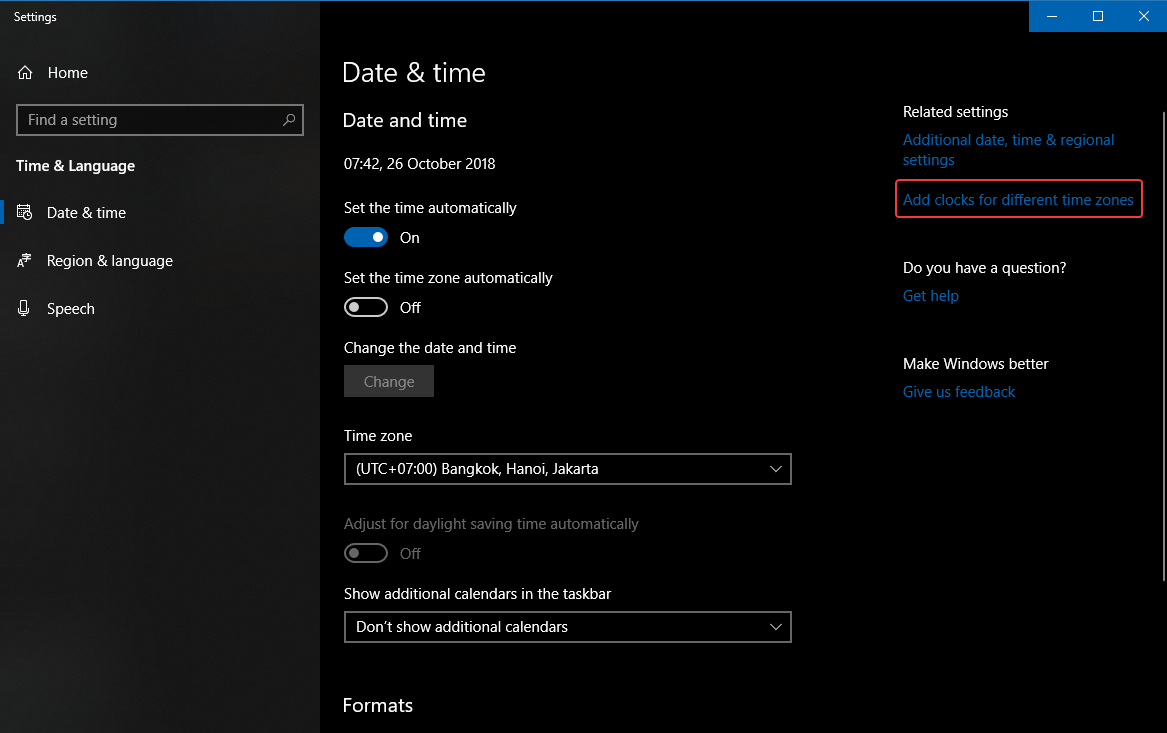 Settings
Home
Find a setting
Time & Language
Date & time
Region & language
Speech
Date & time
Date and time
07:42, 26 October 2018
Set the time automatically
On
Set the time zone automatically
Off
Change the date and time
Change
Time zone
(UTC+07:00) Bangkok, Hanoi, Jakarta
Adjust for daylight saving time automatically
Off
Show additional calendars in the taskbar
Don't show additional calendars
Formats
Related settings
Additional date, time & regional
settings
Add clocks for different time zones
Do you have a question?
Get help
Make Windows better
Give us feedback